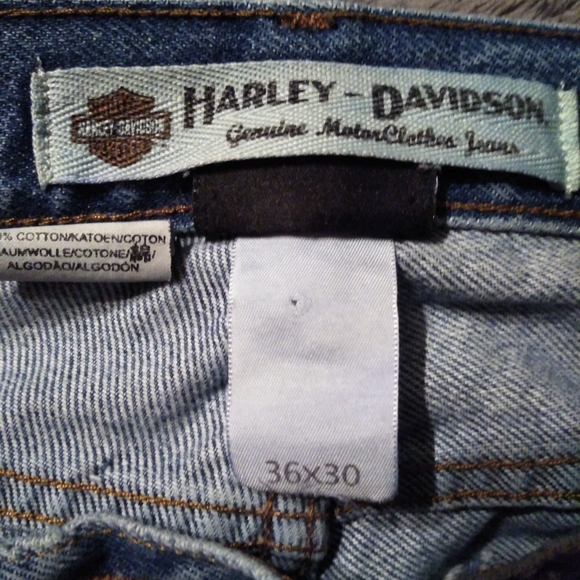 HARLEY-DAVIDSON
HARLEY - DAVIDSON
Genuine MotorClothes Jeans
% COTTON/KATOEN/COTON
AUMWOLLE/COTONE/
ALGODÃO/ALGODÓN
36x30